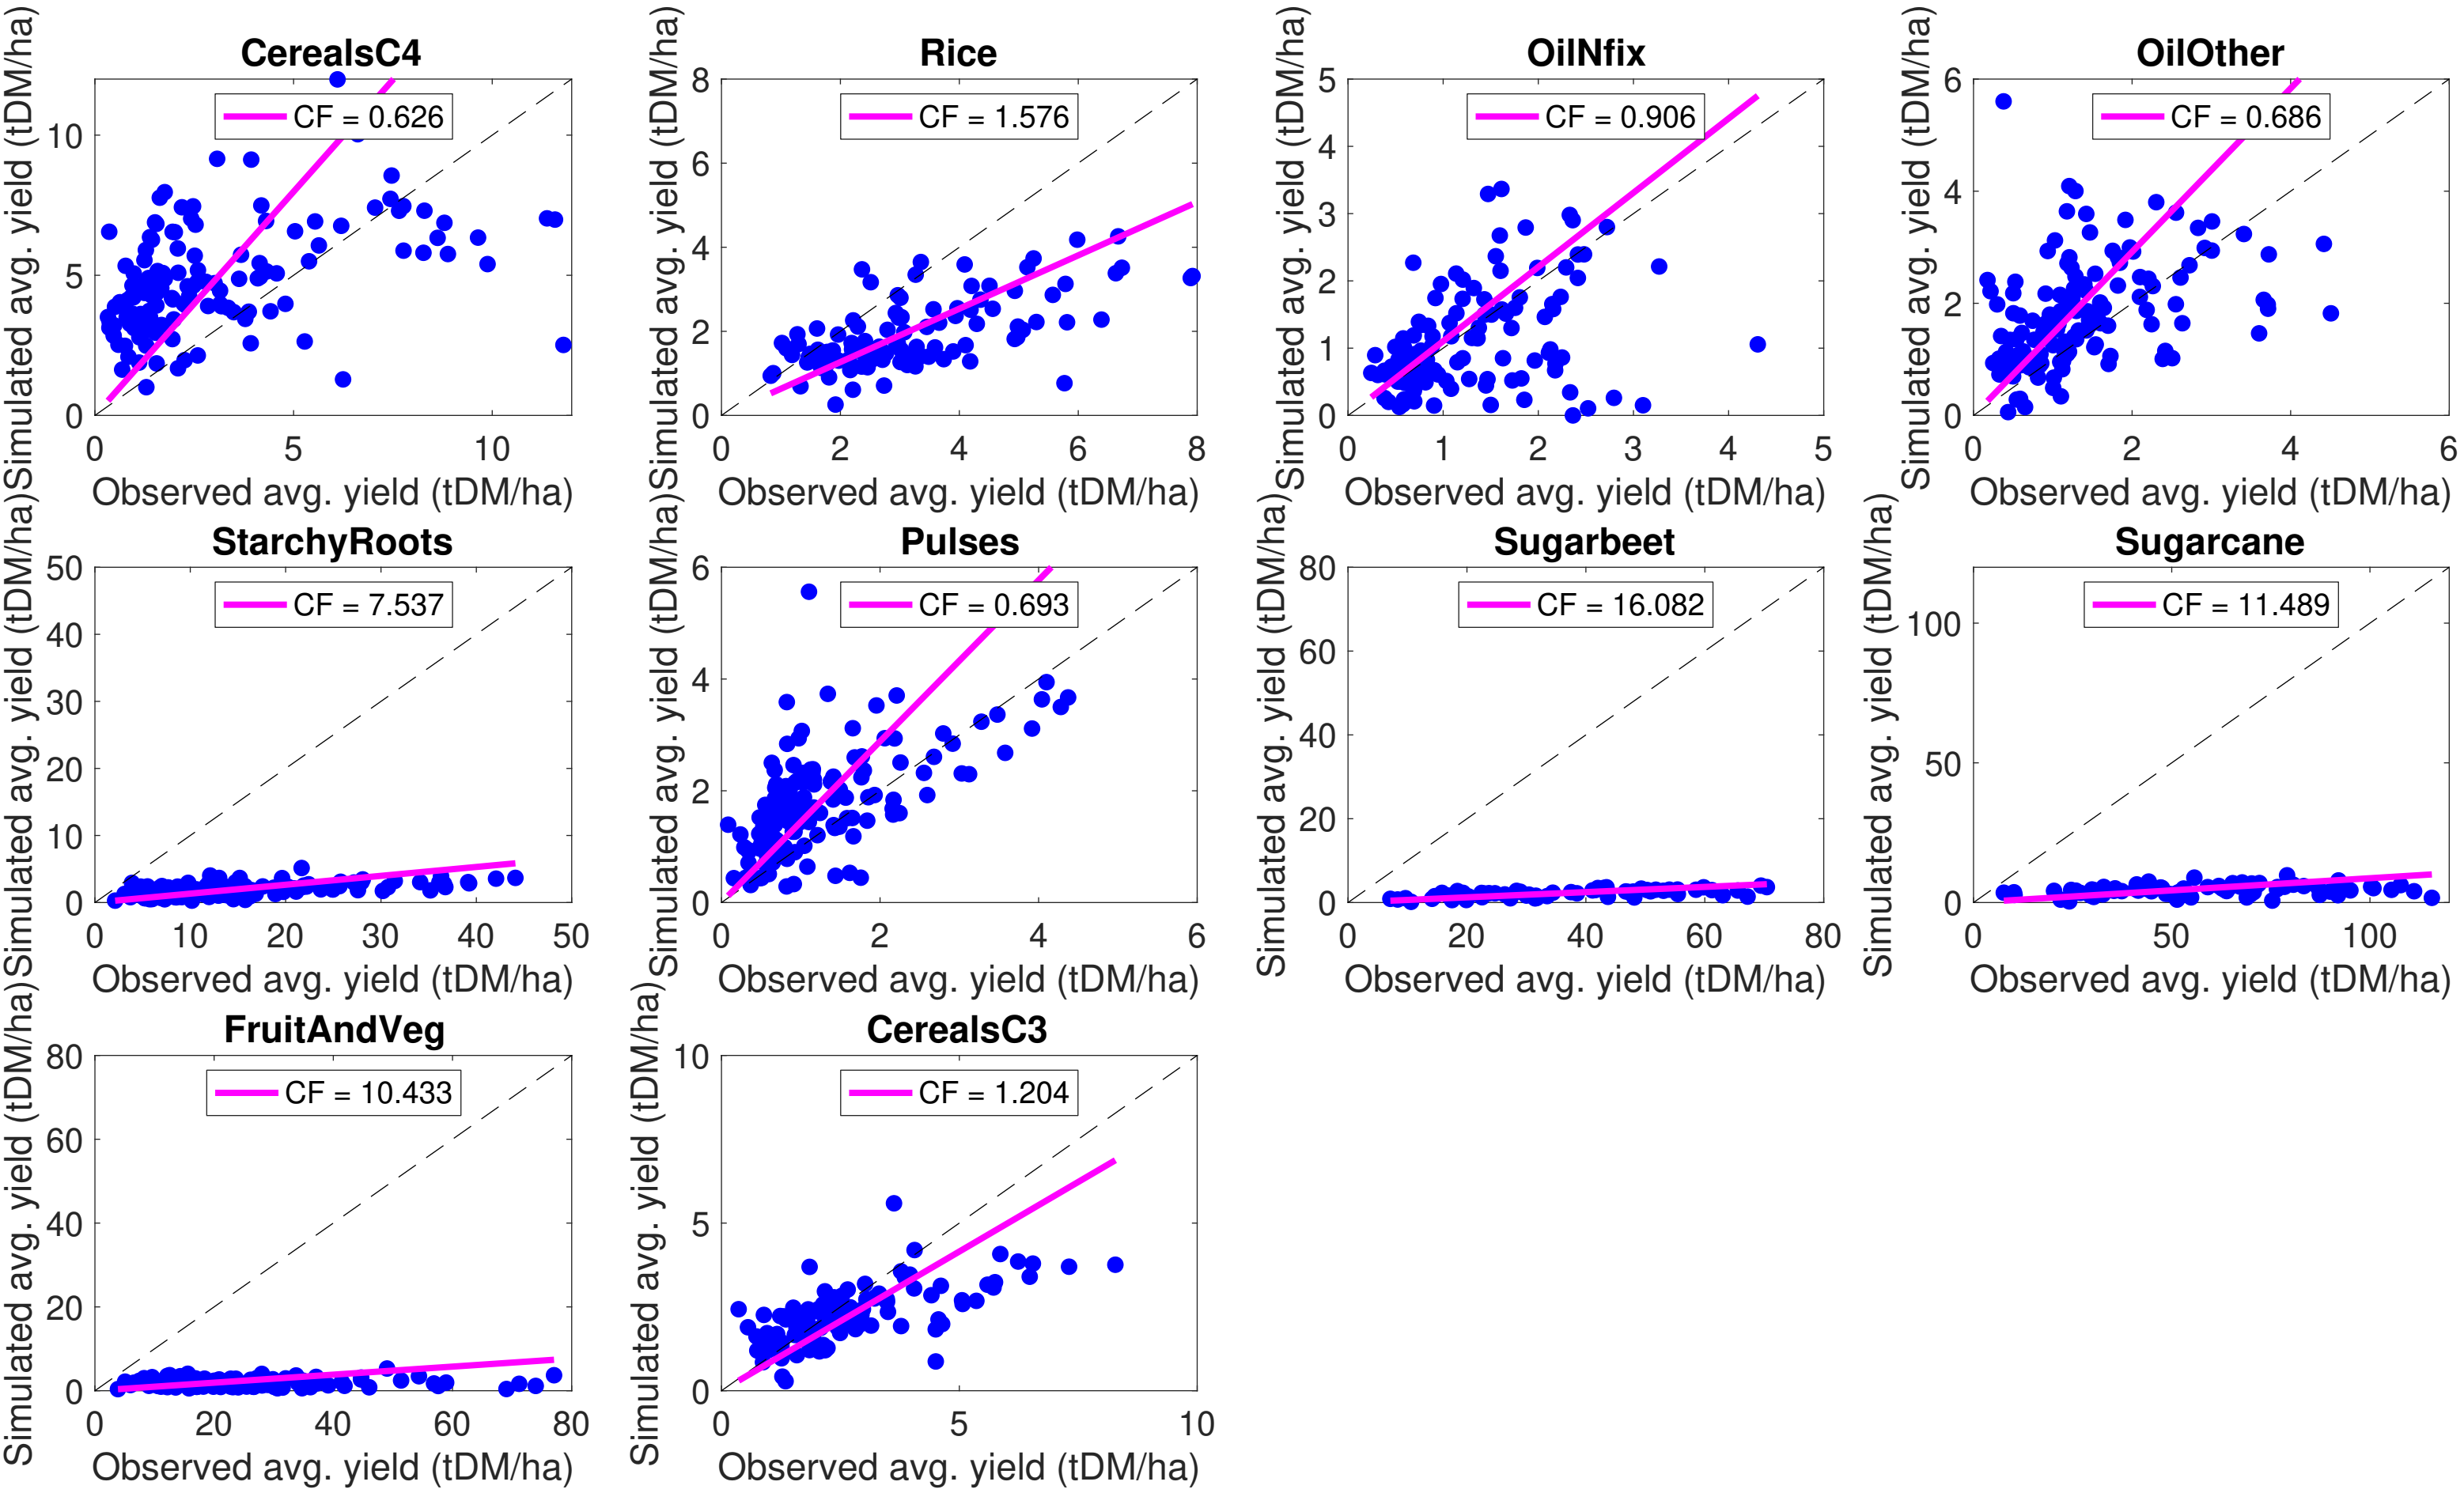 CerealsC4
Simulated avg. yield (tDM/ha)
10
5
0
CF = 0.626
0 5 10
Observed avg. yield (tDM/ha)
Rice
Simulated avg. yield (tDM/ha)
8
6
4
2
0
CF = 1.576
0 2 4 6 8
Observed avg. yield (tDM/ha)
OilNfix
Simulated avg. yield (tDM/ha)
5
4
3
2
1
0
CF = 0.906
0 1 2 3 4 5
Observed avg. yield (tDM/ha)
OilOther
Simulated avg. yield (tDM/ha)
6
4
2
0
CF = 0.686
0 2 4 6
Observed avg. yield (tDM/ha)
StarchyRoots
Simulated avg. yield (tDM/ha)
50
40
30
20
10
0
CF = 7.537
0 10 20 30 40 50
Observed avg. yield (tDM/ha)
Pulses
Simulated avg. yield (tDM/ha)
6
4
2
0
CF = 0.693
0 2 4 6
Observed avg. yield (tDM/ha)
Sugarbeet
Simulated avg. yield (tDM/ha)
80
60
40
20
0
CF = 16.082
0 20 40 60 80
Observed avg. yield (tDM/ha)
Sugarcane
Simulated avg. yield (tDM/ha)
100
50
0
CF = 11.489
0 50 100
Observed avg. yield (tDM/ha)
FruitAndVeg
Simulated avg. yield (tDM/ha)
80
60
40
20
0
CF = 10.433
0 20 40 60 80
Observed avg. yield (tDM/ha)
CerealsC3
Simulated avg. yield (tDM/ha)
10
5
0
CF = 1.204
0 5 10
Observed avg. yield (tDM/ha)